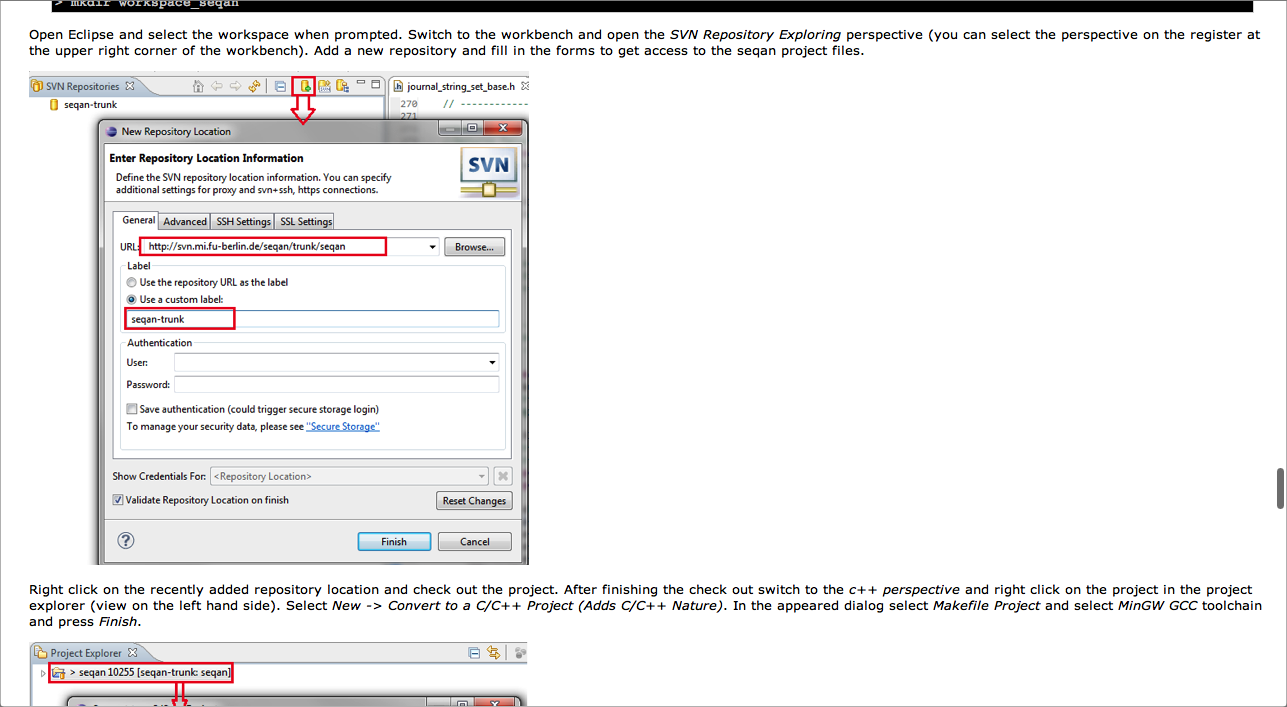 > mkdir workspace_seqan
Open Eclipse and select the workspace when prompted. Switch to the workbench and open the SVN Repository Exploring perspective (you can select the perspective on the register at
the upper right corner of the workbench). Add a new repository and fill in the forms to get access to the seqan project files.
SVN Repositories
journal_string_set_base.h
seqan-trunk
270 // ------------
271
New Repository Location
Enter Repository Location Information
Define the SVN repository location information. You can specify
additional settings for proxy and svn+ssh, https connections.
SVN
General Advanced SSH Settings SSL Settings
URL: http://svn.mi.fu-berlin.de/seqan/trunk/seqan Browse...
Label
Use the repository URL as the label
Use a custom label:
seqan-trunk
Authentication
User:
Password:
Save authentication (could trigger secure storage login)
To manage your security data, please see "Secure Storage"
Show Credentials For: <Repository Location>
Validate Repository Location on finish Reset Changes
Finish Cancel
Right click on the recently added repository location and check out the project. After finishing the check out switch to the c++ perspective and right click on the project in the project
explorer (view on the left hand side). Select New -> Convert to a C/C++ Project (Adds C/C++ Nature). In the appeared dialog select Makefile Project and select MinGW GCC toolchain
and press Finish.
Project Explorer
> seqan 10255 [seqan-trunk: seqan]